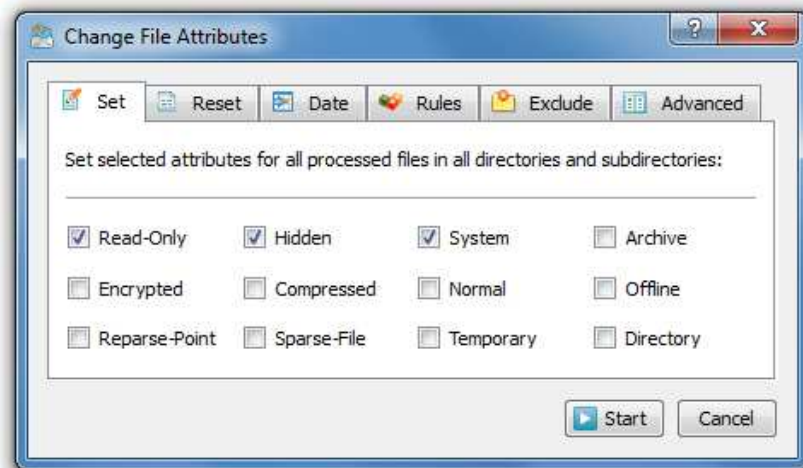 Change File Attributes
?
Set Reset Date Rules Exclude Advanced
Set selected attributes for all processed files in all directories and subdirectories:
Read-Only Hidden System Archive
Encrypted Compressed Normal Offline
Reparse-Point Sparse-File Temporary Directory
Start Cancel